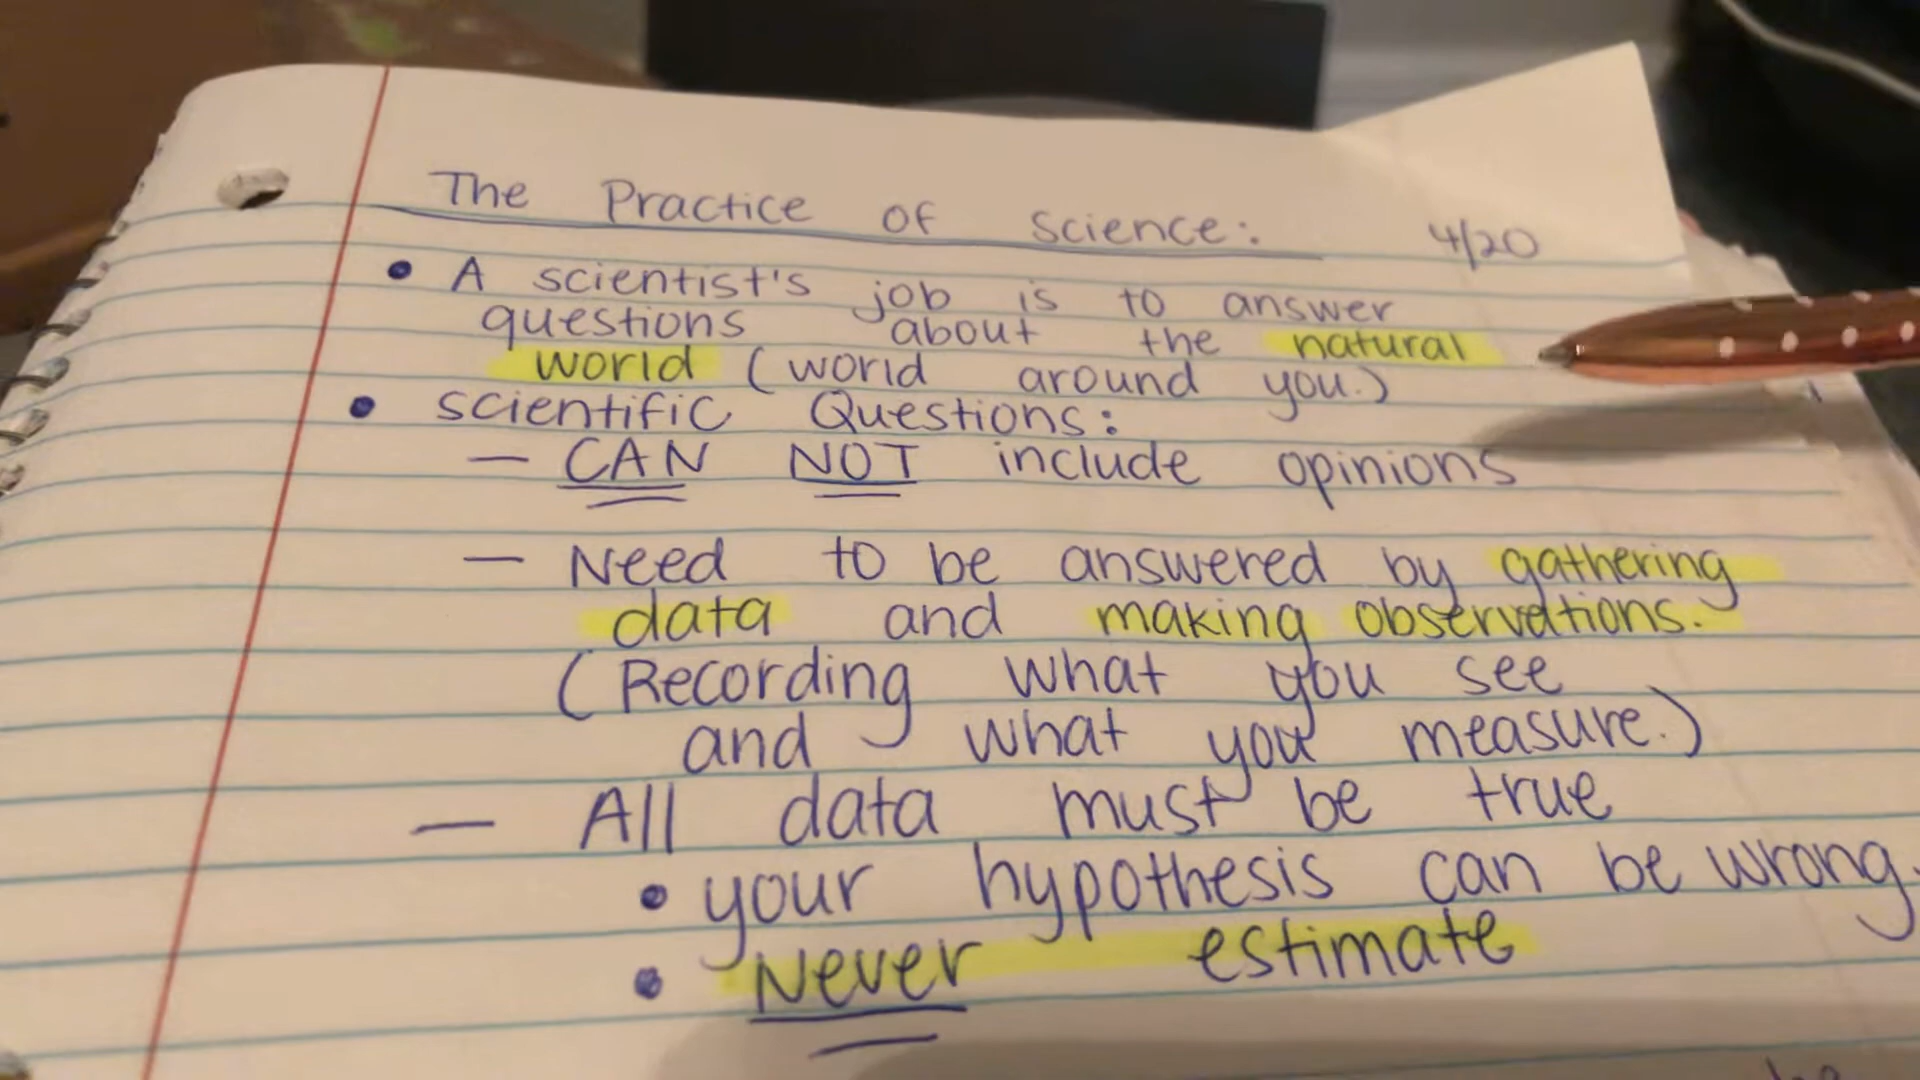 The Practice of Science:
4/20
• A scientist's job is to answer
questions about the natural
world (world around you.)
• scientific Questions:
— CAN NOT include opinions
— Need to be answered by gathering
data and making observations.
(Recording what you see
and what you measure.)
— All data must be true
• your hypothesis can be wrong.
• Never estimate